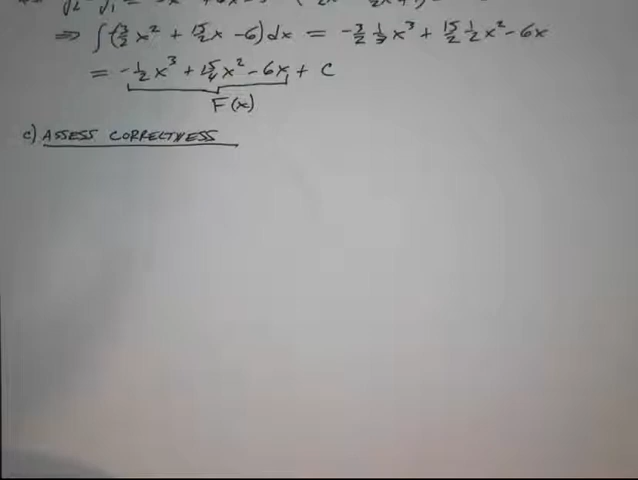 ⇒ ∫(-3/2 x² + 15/2 x - 6)dx = -3/2 1/3 x³ + 15/2 1/2 x² - 6x
= -1/2 x³ + 15/4 x² - 6x + C
F(x)
c) ASSESS CORRECTNESS